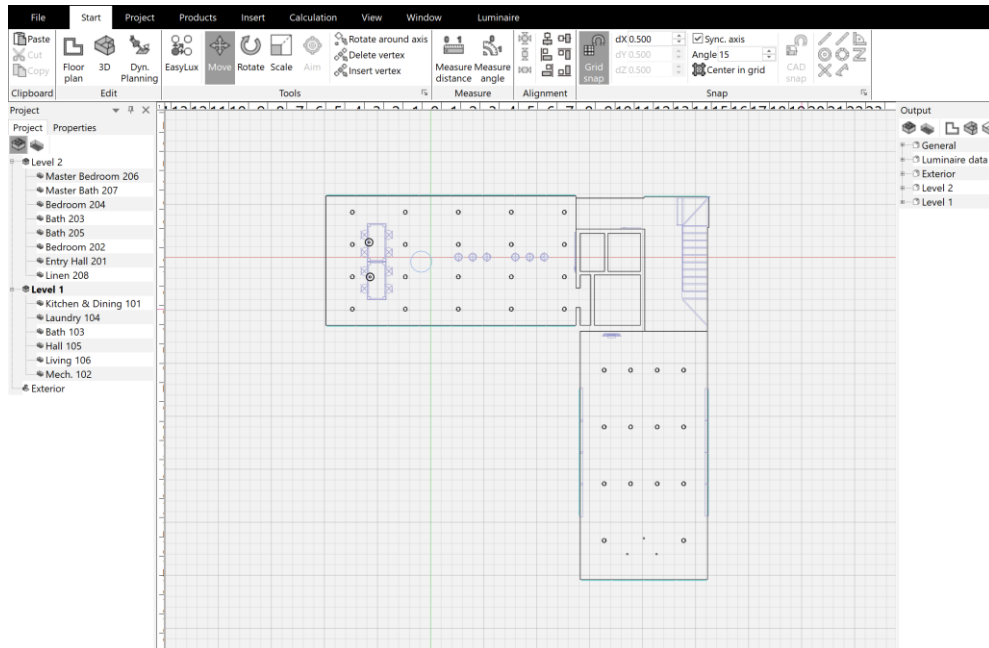 File Start Project Products Insert Calculation View Window Luminaire
Paste
Cut
Copy
Floor plan
3D
Dyn. Planning
EasyLux
Move
Rotate
Scale
Aim
Rotate around axis
Delete vertex
Insert vertex
Measure distance
Measure angle
Grid snap
dX 0.500
dY 0.500
dZ 0.500
Sync. axis
Angle 15
Center in grid
CAD snap
Clipboard Edit Tools Measure Alignment Snap
Project
Project Properties
Level 2
Master Bedroom 206
Master Bath 207
Bedroom 204
Bath 203
Bath 205
Bedroom 202
Entry Hall 201
Linen 208
Level 1
Kitchen & Dining 101
Laundry 104
Bath 103
Hall 105
Living 106
Mech. 102
Exterior
Output
General
Luminaire data
Exterior
Level 2
Level 1